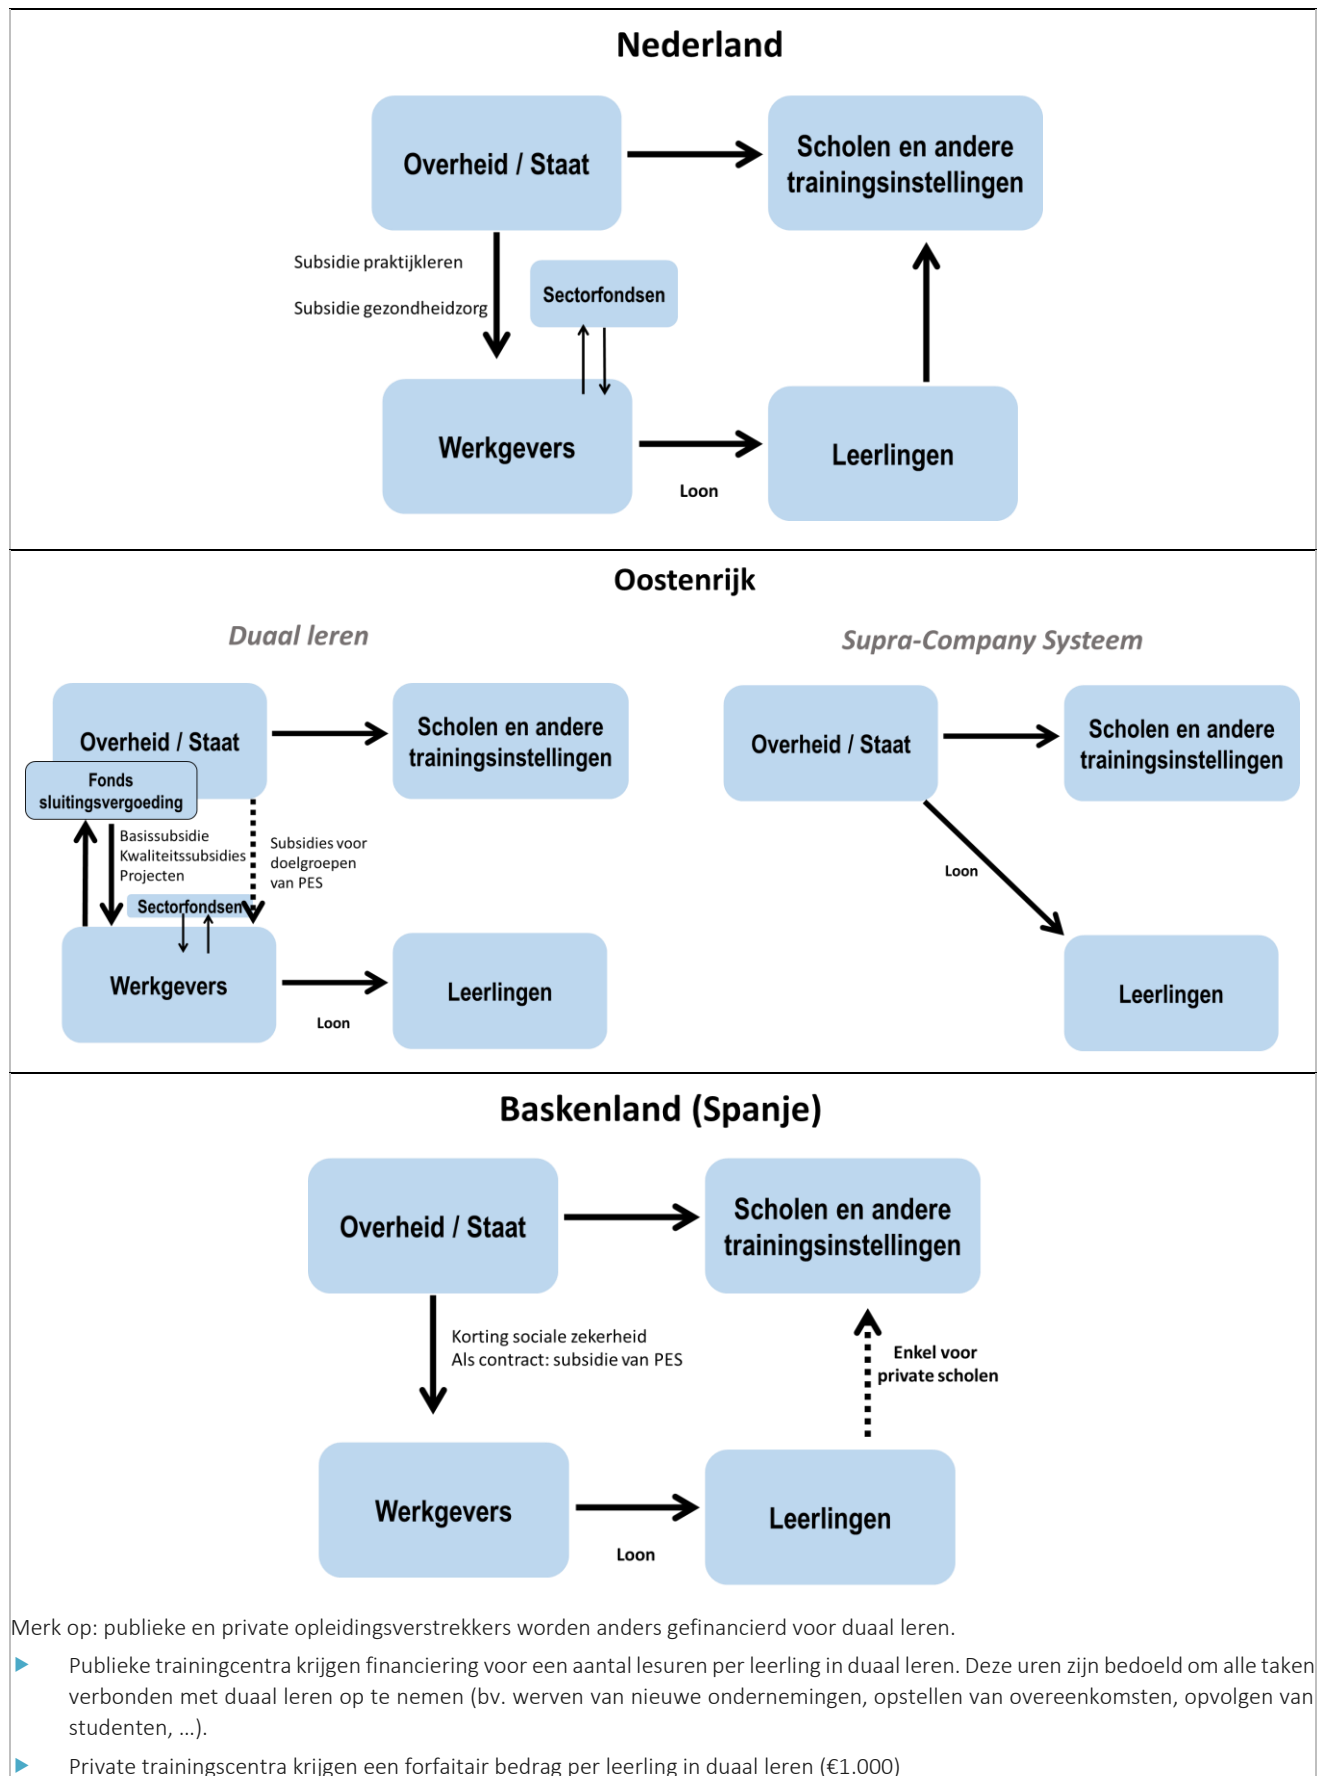 Nederland
Overheid / Staat
Scholen en andere
trainingsinstellingen
Subsidie praktijkleren
Subsidie gezondheidzorg
Sectorfondsen
Werkgevers
Loon
Leerlingen
Oostenrijk
Duaal leren
Overheid / Staat
Scholen en andere
trainingsinstellingen
Fonds
sluitingsvergoeding
Basissubsidie
Kwaliteitssubsidies
Projecten
Subsidies voor
doelgroepen
van PES
Sectorfondsen
Werkgevers
Loon
Leerlingen
Supra-Company Systeem
Overheid / Staat
Scholen en andere
trainingsinstellingen
Loon
Leerlingen
Baskenland (Spanje)
Overheid / Staat
Scholen en andere
trainingsinstellingen
Korting sociale zekerheid
Als contract: subsidie van PES
Enkel voor
private scholen
Werkgevers
Loon
Leerlingen
Merk op: publieke en private opleidingsverstrekkers worden anders gefinancierd voor duaal leren.
Publieke trainingcentra krijgen financiering voor een aantal lesuren per leerling in duaal leren. Deze uren zijn bedoeld om alle taken
verbonden met duaal leren op te nemen (bv. werven van nieuwe ondernemingen, opstellen van overeenkomsten, opvolgen van
studenten, ...).
Private trainingscentra krijgen een forfaitair bedrag per leerling in duaal leren (€1.000)